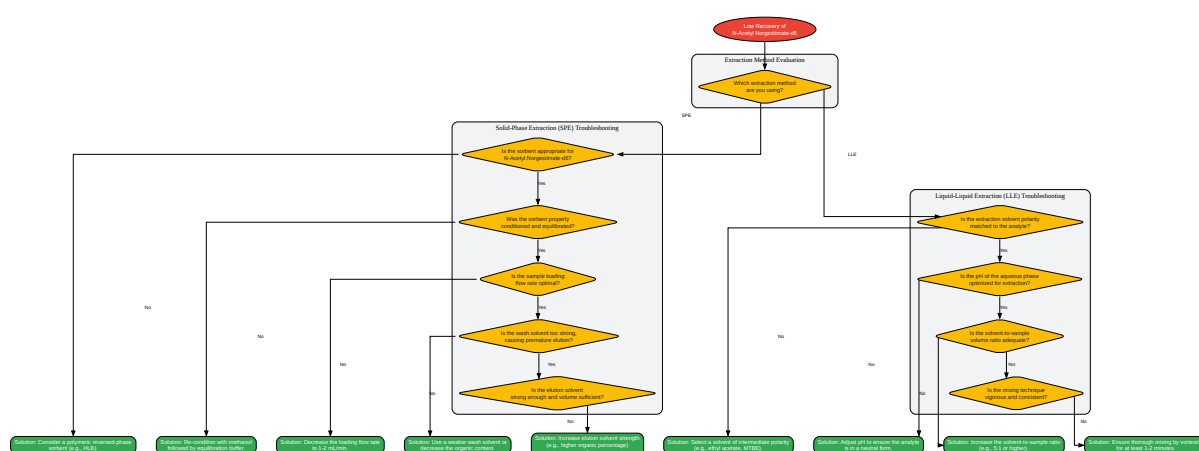 Low Recovery of
N-Acetyl Norgestimate-d6
Extraction Method Evaluation
Which extraction method
are you using?
SPE
LLE
Solid-Phase Extraction (SPE) Troubleshooting
Is the sorbent appropriate for
N-Acetyl Norgestimate-d6?
Yes
Was the sorbent properly
conditioned and equilibrated?
Yes
Is the sample loading
flow rate optimal?
Yes
Is the wash solvent too strong,
causing premature elution?
Yes
Is the elution solvent
strong enough and volume sufficient?
No
No
No
No
No
Liquid-Liquid Extraction (LLE) Troubleshooting
Is the extraction solvent polarity
matched to the analyte?
Yes
Is the pH of the aqueous phase
optimized for extraction?
Yes
Is the solvent-to-sample
volume ratio adequate?
Yes
Is the mixing technique
vigorous and consistent?
No
No
No
No
Solution: Consider a polymeric reversed-phase
sorbent (e.g., HLB).
Solution: Re-condition with methanol
followed by equilibration buffer.
Solution: Decrease the loading flow rate
to 1-2 mL/min.
Solution: Use a weaker wash solvent or
decrease the organic content.
Solution: Increase elution solvent strength
(e.g., higher organic percentage)
Solution: Select a solvent of intermediate polarity
(e.g., ethyl acetate, MTBE).
Solution: Adjust pH to ensure the analyte
is in a neutral form.
Solution: Increase the solvent-to-sample ratio
(e.g., 5:1 or higher).
Solution: Ensure thorough mixing by vortexing
for at least 1-2 minutes.